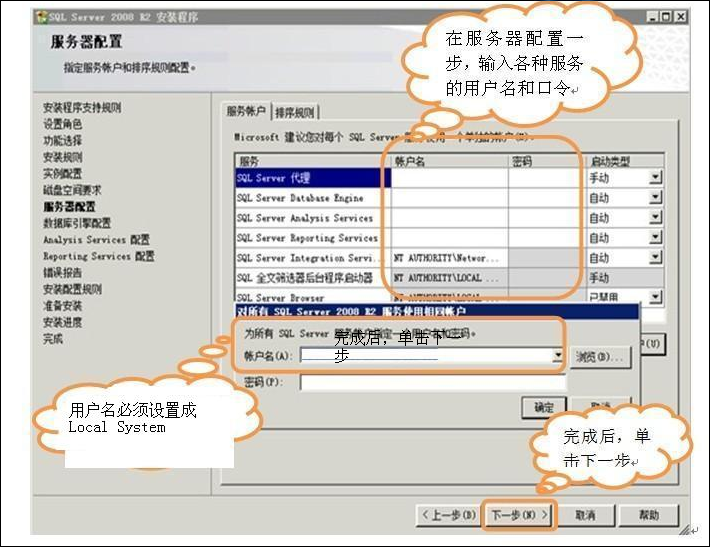 SQL Server 2008 R2 安装程序
服务器配置
指定服务帐户和排序规则配置。
在服务器配置一
步，输入各种服务
的用户名和口令
安装程序支持规则
设置角色
功能选择
安装规则
实例配置
磁盘空间要求
服务器配置
数据库引擎配置
Analysis Services 配置
Reporting Services 配置
错误报告
安装配置规则
准备安装
安装进度
完成
服务帐户 排序规则
Microsoft 建议您对每个 SQL Server 服务使用一个单独的帐户(M)。
服务 帐户名 密码 启动类型
SQL Server 代理 手动
SQL Server Database Engine 自动
SQL Server Analysis Services 自动
SQL Server Reporting Services 自动
SQL Server Integration Servi... NT AUTHORITY\Networ... 自动
SQL 全文筛选器后台程序启动器 NT AUTHORITY\LOCAL ... 手动
SQL Server Browser NT AUTHORITY\LOCAL ... 已禁用
对所有 SQL Server 2008 R2 服务使用相同帐户
为所有 SQL Server 服务帐户指定一个用户名和密码。
完成后，单击下一
步
帐户名(A): 浏览(B)...
密码(P):
确定 取消
(U)
用户名必须设置成
Local System
完成后，单
击下一步
<上一步(B) 下一步(N) > 取消 帮助